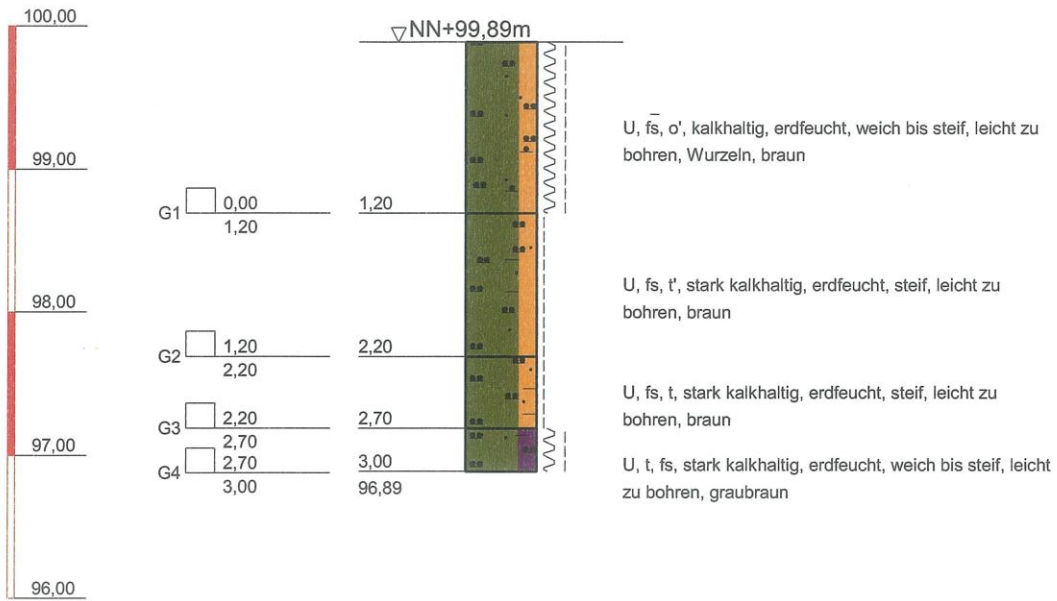 100,00
▽NN+99,89m
U, fs̅, o', kalkhaltig, erdfeucht, weich bis steif, leicht zu
bohren, Wurzeln, braun
99,00
G1 0,00 1,20
1,20
U, fs, t', stark kalkhaltig, erdfeucht, steif, leicht zu
bohren, braun
98,00
G2 1,20 2,20
2,20
U, fs, t, stark kalkhaltig, erdfeucht, steif, leicht zu
bohren, braun
G3 2,20 2,70
2,70
97,00
G4 2,70 3,00
3,00 96,89
U, t, fs, stark kalkhaltig, erdfeucht, weich bis steif, leicht
zu bohren, graubraun
96,00